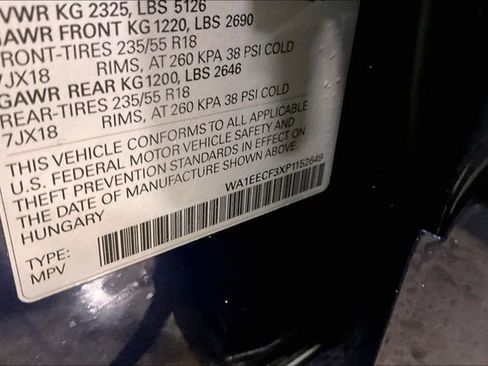 VWR KG 2325, LBS 5126
GAWR FRONT KG 1220, LBS 2690
FRONT-TIRES 235/55 R18
7JX18 RIMS, AT 260 KPA 38 PSI COLD
GAWR REAR KG 1200, LBS 2646
REAR-TIRES 235/55 R18
7JX18 RIMS, AT 260 KPA 38 PSI COLD
THIS VEHICLE CONFORMS TO ALL APPLICABLE
U.S. FEDERAL MOTOR VEHICLE SAFETY AND
THEFT PREVENTION STANDARDS IN EFFECT ON
THE DATE OF MANUFACTURE SHOWN ABOVE.
HUNGARY
WA1EECF3XP1152649
TYPE:
MPV